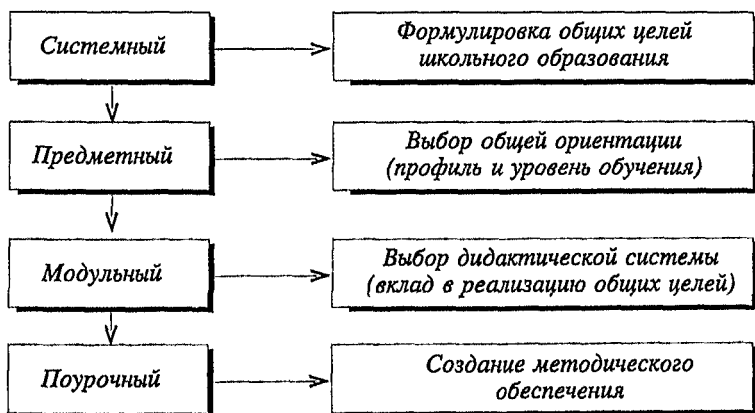 Системный
Формулировка общих целей
школьного образования
Предметный
Выбор общей ориентации
(профиль и уровень обучения)
Модульный
Выбор дидактической системы
(вклад в реализацию общих целей)
Поурочный
Создание методического
обеспечения